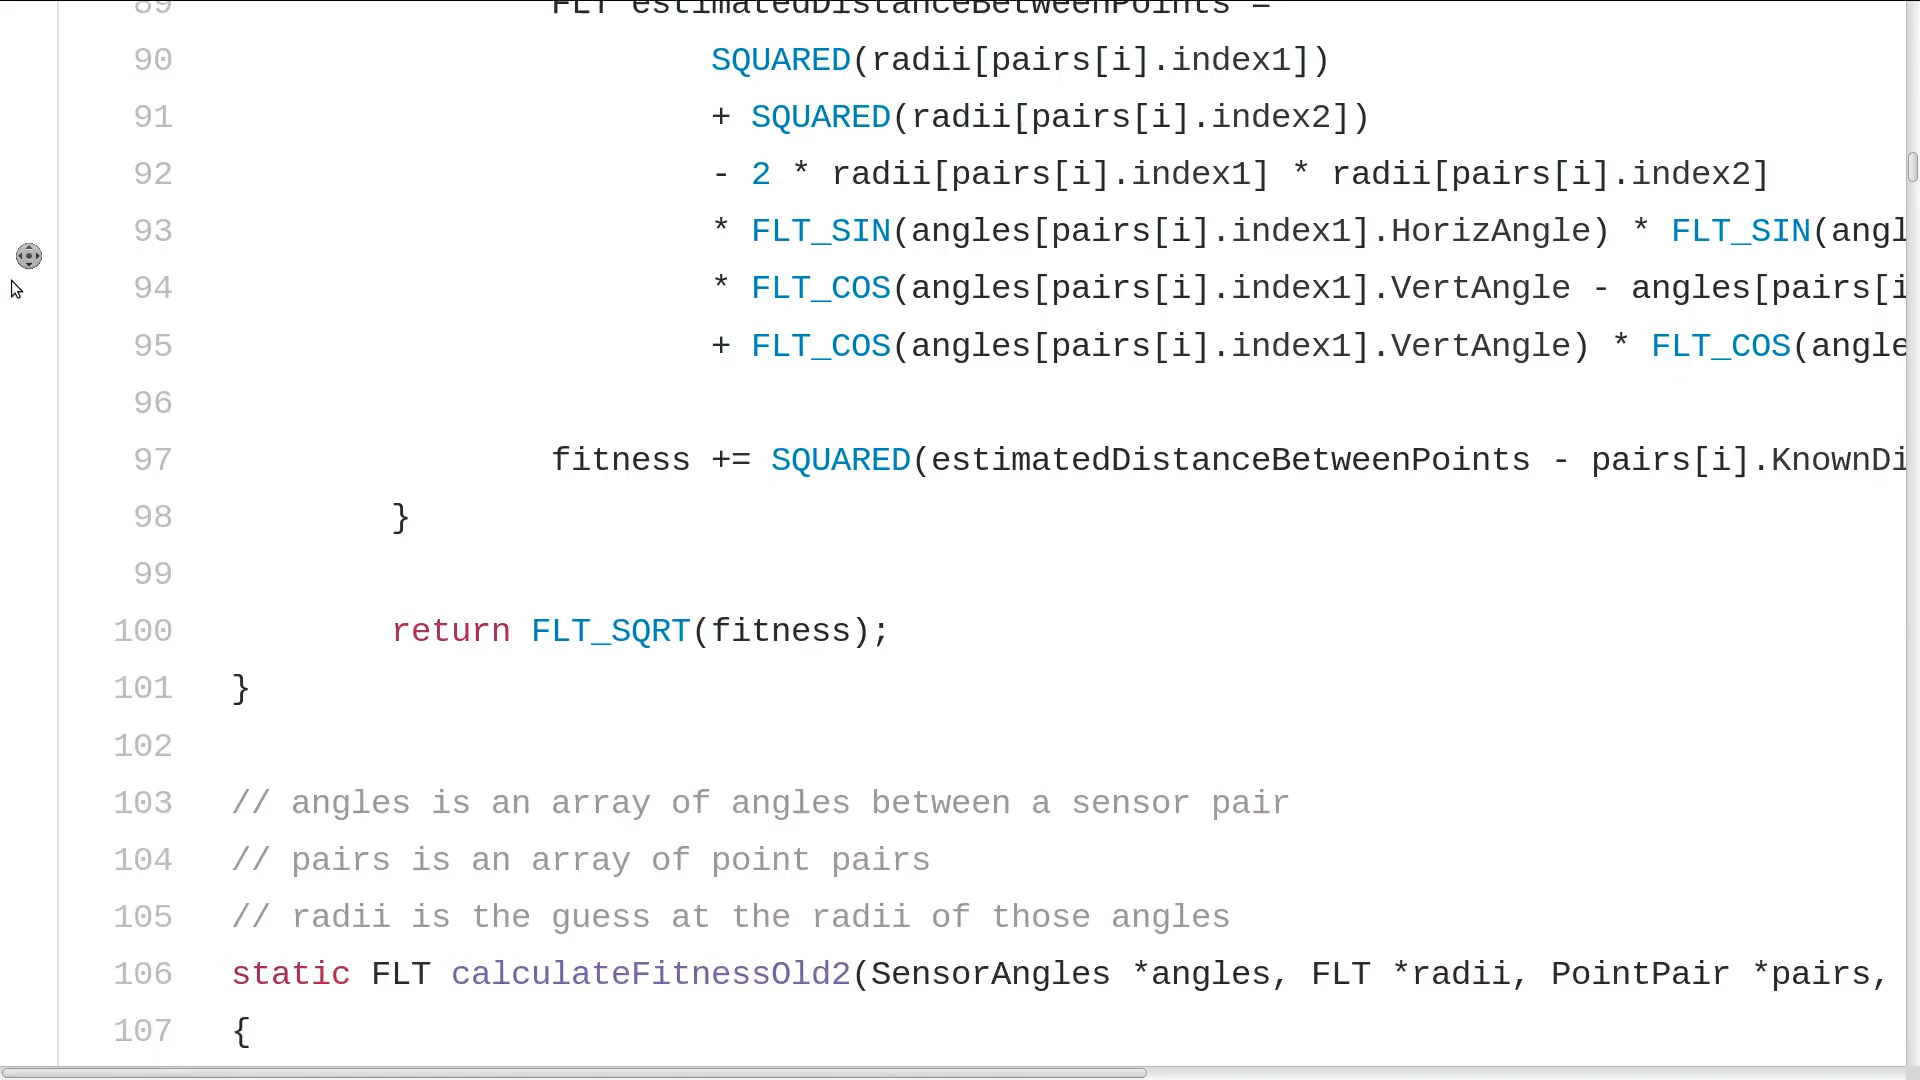 89 FLT estimatedDistanceBetweenPoints =
90 SQUARED(radii[pairs[i].index1])
91 + SQUARED(radii[pairs[i].index2])
92 - 2 * radii[pairs[i].index1] * radii[pairs[i].index2]
93 * FLT_SIN(angles[pairs[i].index1].HorizAngle) * FLT_SIN(angl
94 * FLT_COS(angles[pairs[i].index1].VertAngle - angles[pairs[i
95 + FLT_COS(angles[pairs[i].index1].VertAngle) * FLT_COS(angle
96
97 fitness += SQUARED(estimatedDistanceBetweenPoints - pairs[i].KnownDi
98 }
99
100 return FLT_SQRT(fitness);
101 }
102
103 // angles is an array of angles between a sensor pair
104 // pairs is an array of point pairs
105 // radii is the guess at the radii of those angles
106 static FLT calculateFitnessOld2(SensorAngles *angles, FLT *radii, PointPair *pairs,
107 {